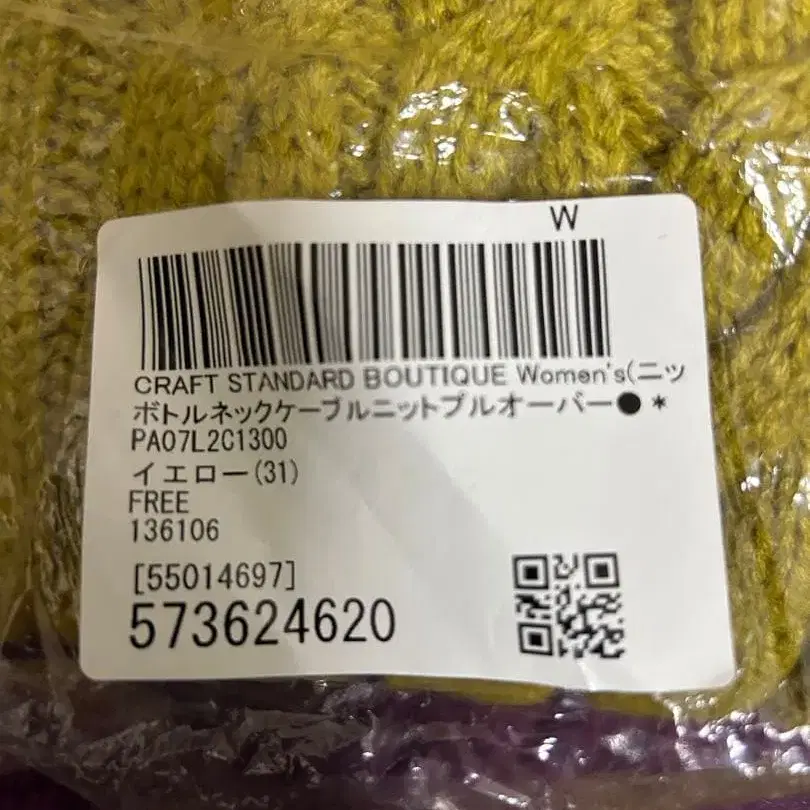 W
CRAFT STANDARD BOUTIQUE Women's(ニッ
ボトルネックケーブルニットプルオーバー●*
PA07L2C1300
イエロー(31)
FREE
136106
[55014697]
573624620